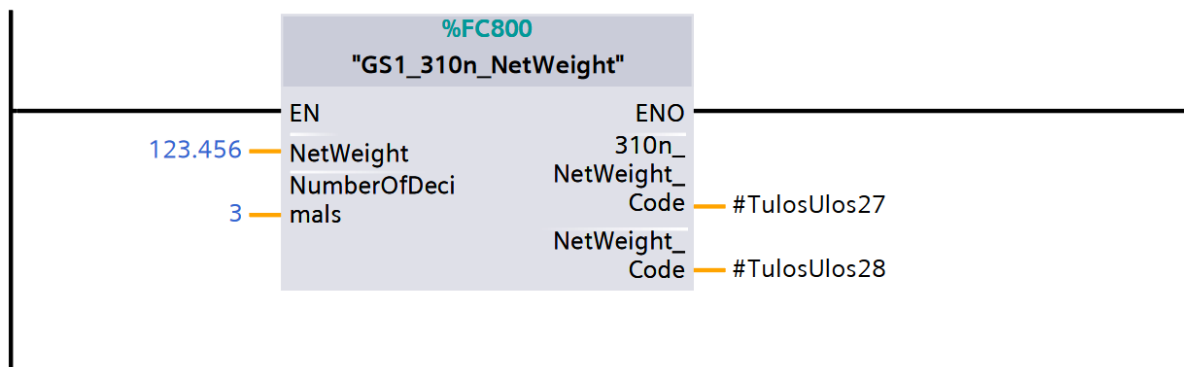 %FC800
"GS1_310n_NetWeight"
EN ENO
123.456 NetWeight 310n_
NetWeight_
Code #TulosUlos27
NumberOfDeci
3 mals
NetWeight_
Code #TulosUlos28